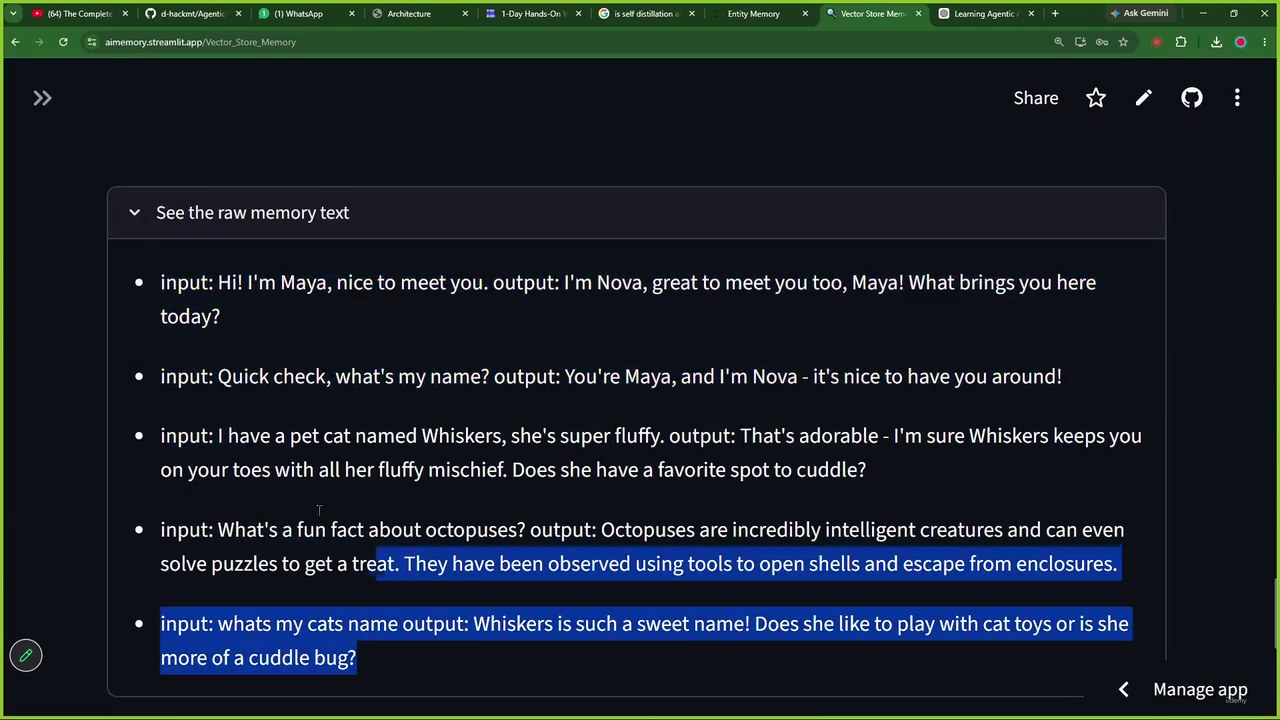 (64) The Complete
d-hackmt/Agentic
(1) WhatsApp
Architecture
1-Day Hands-On
is self distillation a
Entity Memory
Vector Store Mem
Learning Agentic
Ask Gemini
aimemory.streamlit.app/Vector_Store_Memory
Share
See the raw memory text
input: Hi! I'm Maya, nice to meet you. output: I'm Nova, great to meet you too, Maya! What brings you here
today?
input: Quick check, what's my name? output: You're Maya, and I'm Nova - it's nice to have you around!
input: I have a pet cat named Whiskers, she's super fluffy. output: That's adorable - I'm sure Whiskers keeps you
on your toes with all her fluffy mischief. Does she have a favorite spot to cuddle?
input: What's a fun fact about octopuses? output: Octopuses are incredibly intelligent creatures and can even
solve puzzles to get a treat. They have been observed using tools to open shells and escape from enclosures.
input: whats my cats name output: Whiskers is such a sweet name! Does she like to play with cat toys or is she
more of a cuddle bug?
Manage app
udemy